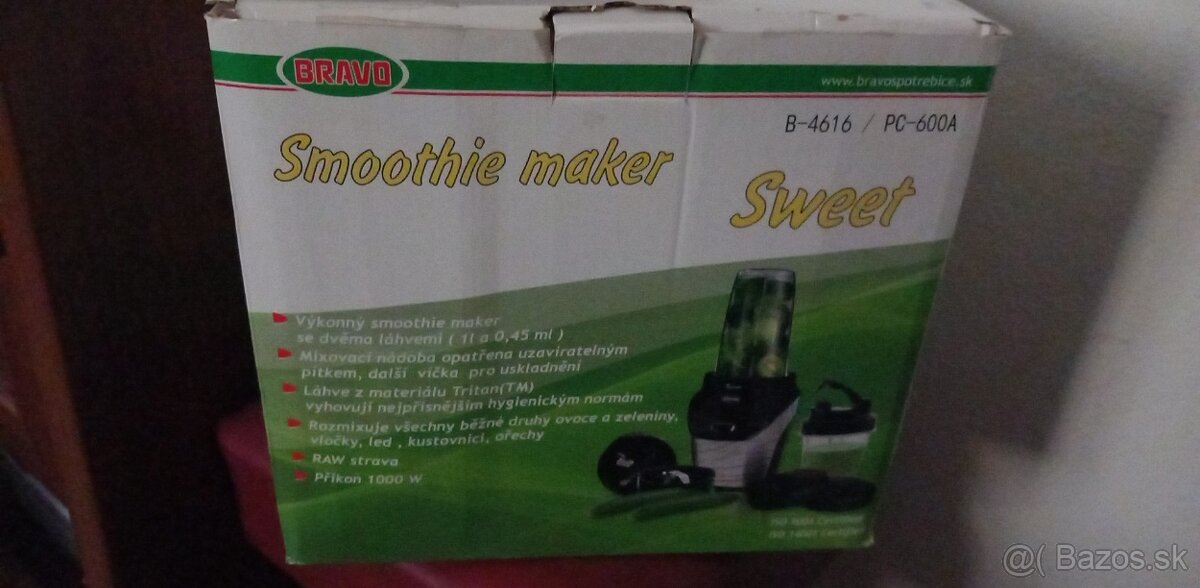 BRAVO
www.bravospotrebice.sk
B-4616 / PC-600A
Smoothie maker
Sweet
Výkonný smoothie maker
se dvěma láhvemi ( 1l a 0,45 ml )
Mixovací nádoba opatřena uzavíratelným
pítkem, další víčka pro uskladnění
Láhve z materiálu Tritan(TM)
vyhovují nejpřísnějším hygienickým normám
Rozmixuje všechny běžné druhy ovoce a zeleniny,
vločky, led , kustovnici, ořechy
RAW strava
Příkon 1000 W
@( Bazos.sk